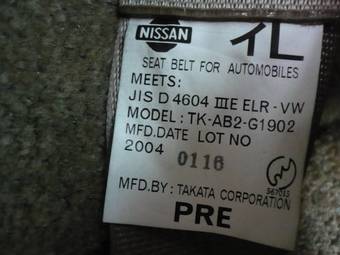 NISSAN
イL
SEAT BELT FOR AUTOMOBILES
MEETS:
JIS D 4604 ⅢE ELR-VW
MODEL: TK-AB2-G1902
MFD.DATE LOT NO
2004 0116
MFD.BY: TAKATA CORPORATION
PRE